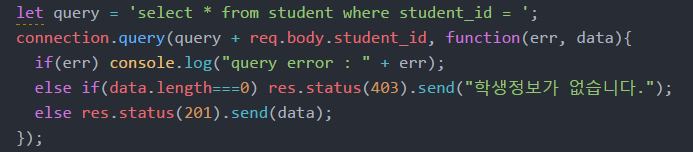 let query = 'select * from student where student_id = ';
connection.query(query + req.body.student_id, function(err, data){
  if(err) console.log("query error : " + err);
  else if(data.length===0) res.status(403).send("학생정보가 없습니다.");
  else res.status(201).send(data);
});